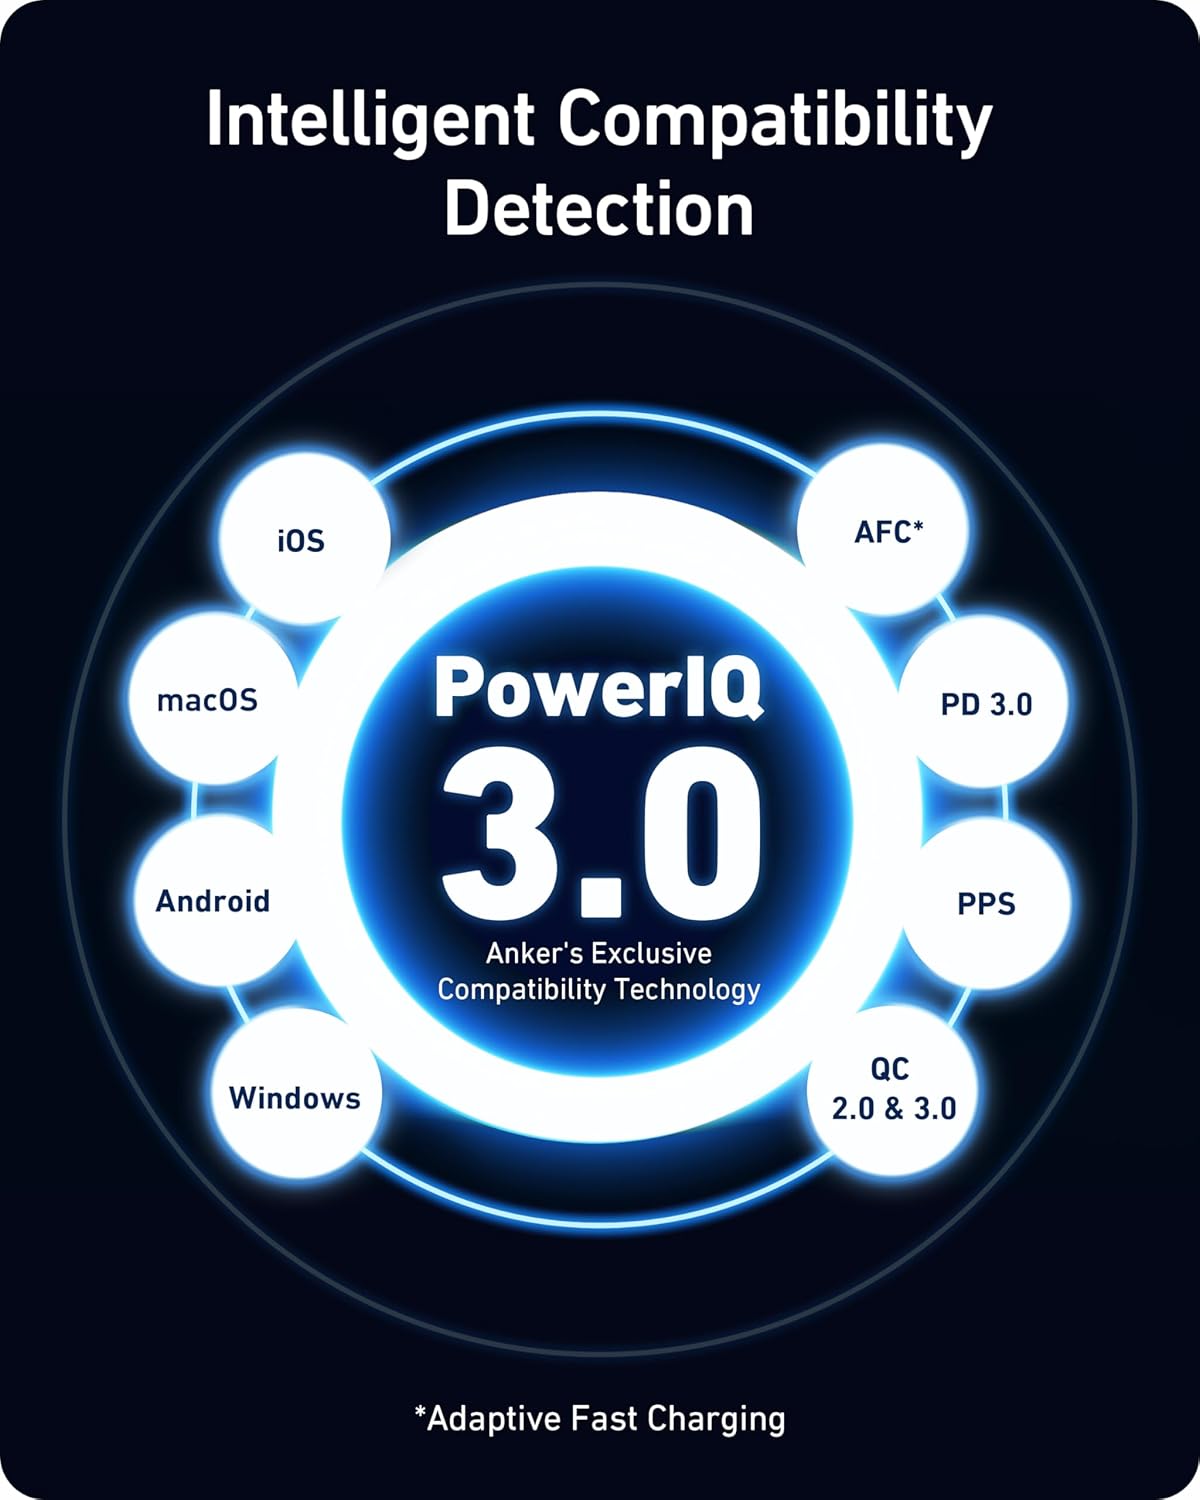 Intelligent Compatibility
Detection
iOS
macOS
Android
Windows
PowerIQ
3.0
Anker's Exclusive
Compatibility Technology
AFC*
PD 3.0
PPS
QC
2.0 & 3.0
*Adaptive Fast Charging